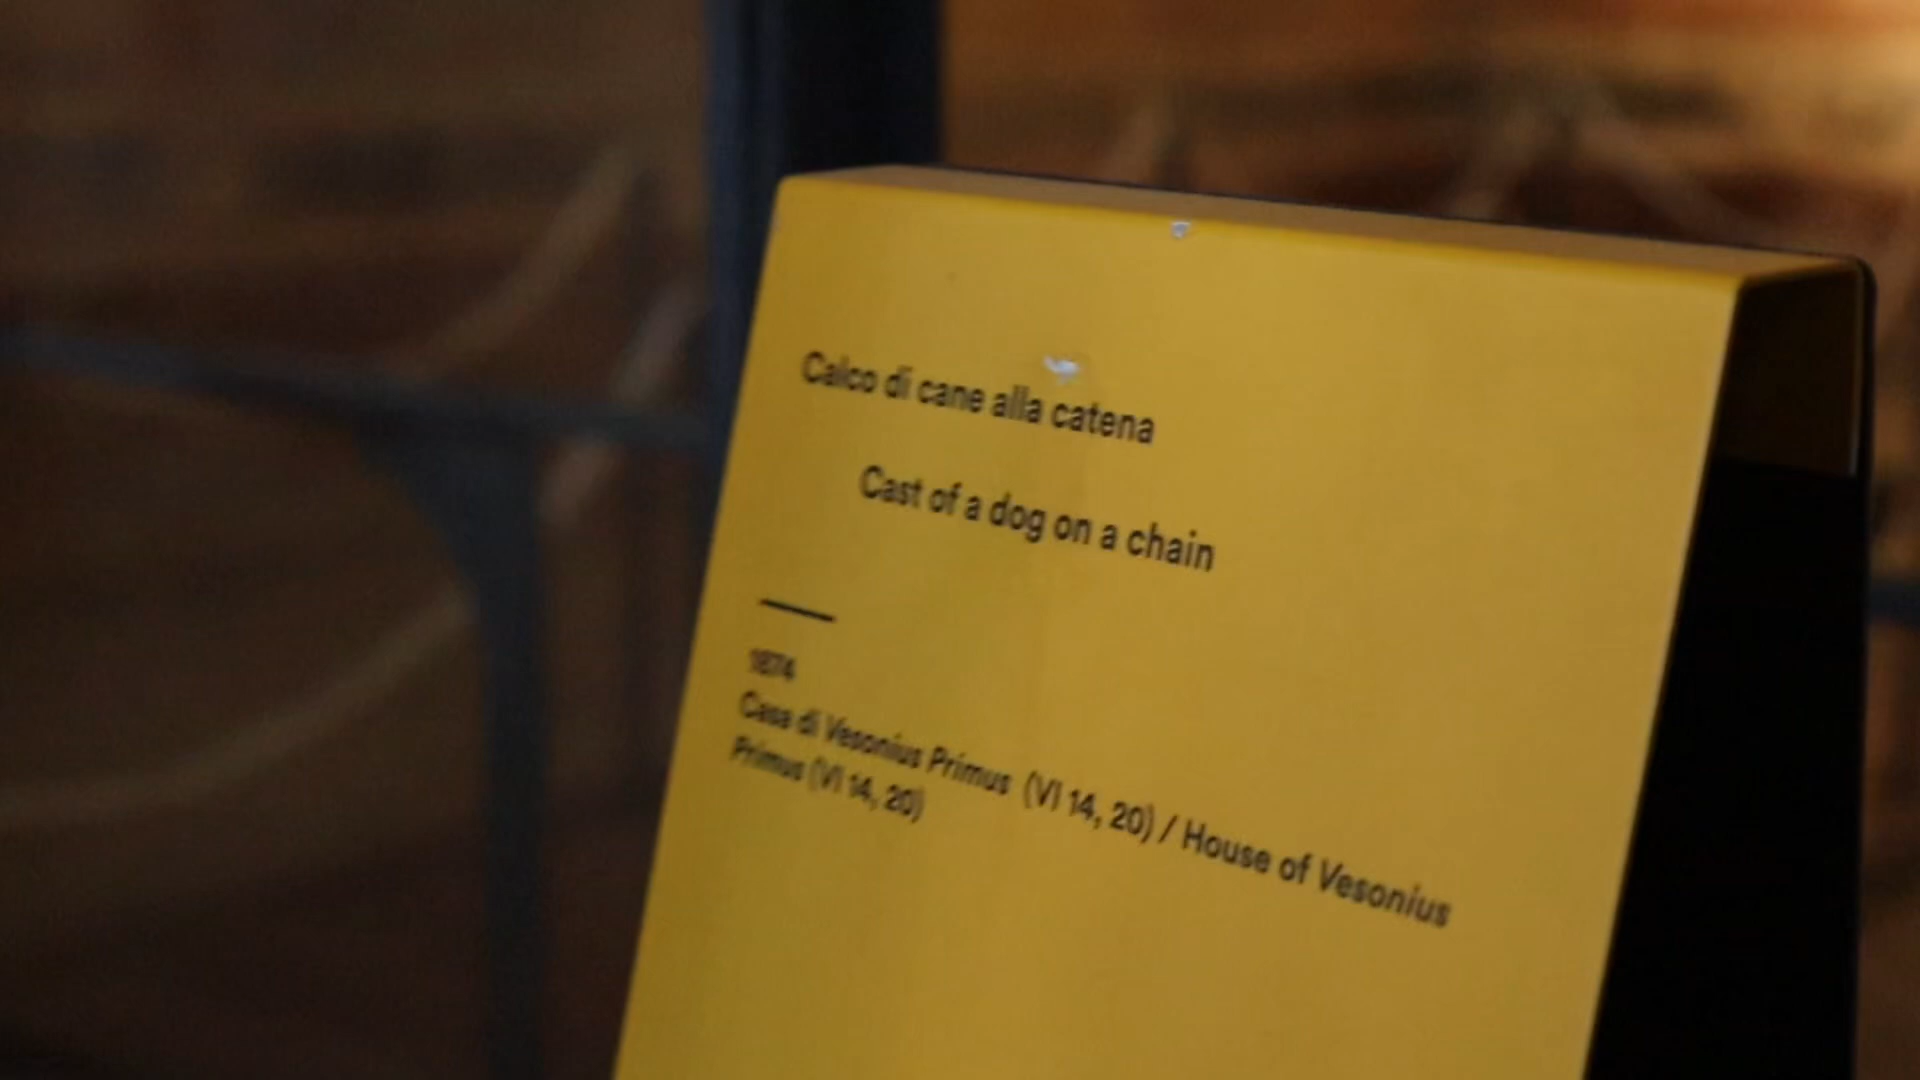 Calco di cane alla catena
Cast of a dog on a chain
1874
Casa di Vesonius Primus (VI 14, 20) / House of Vesonius
Primus (VI 14, 20)